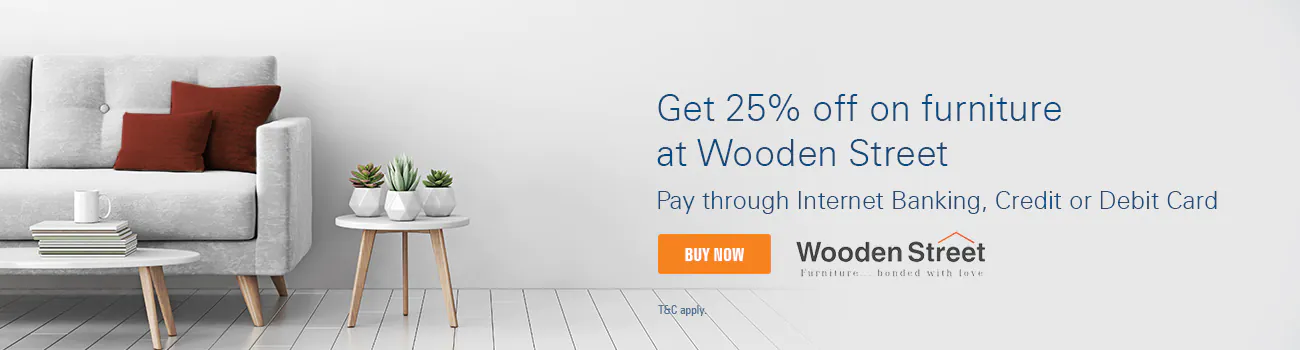 Get 25% off on furniture
at Wooden Street
Pay through Internet Banking, Credit or Debit Card
BUY NOW
Wooden Street
Furniture... bonded with love
T&C apply.